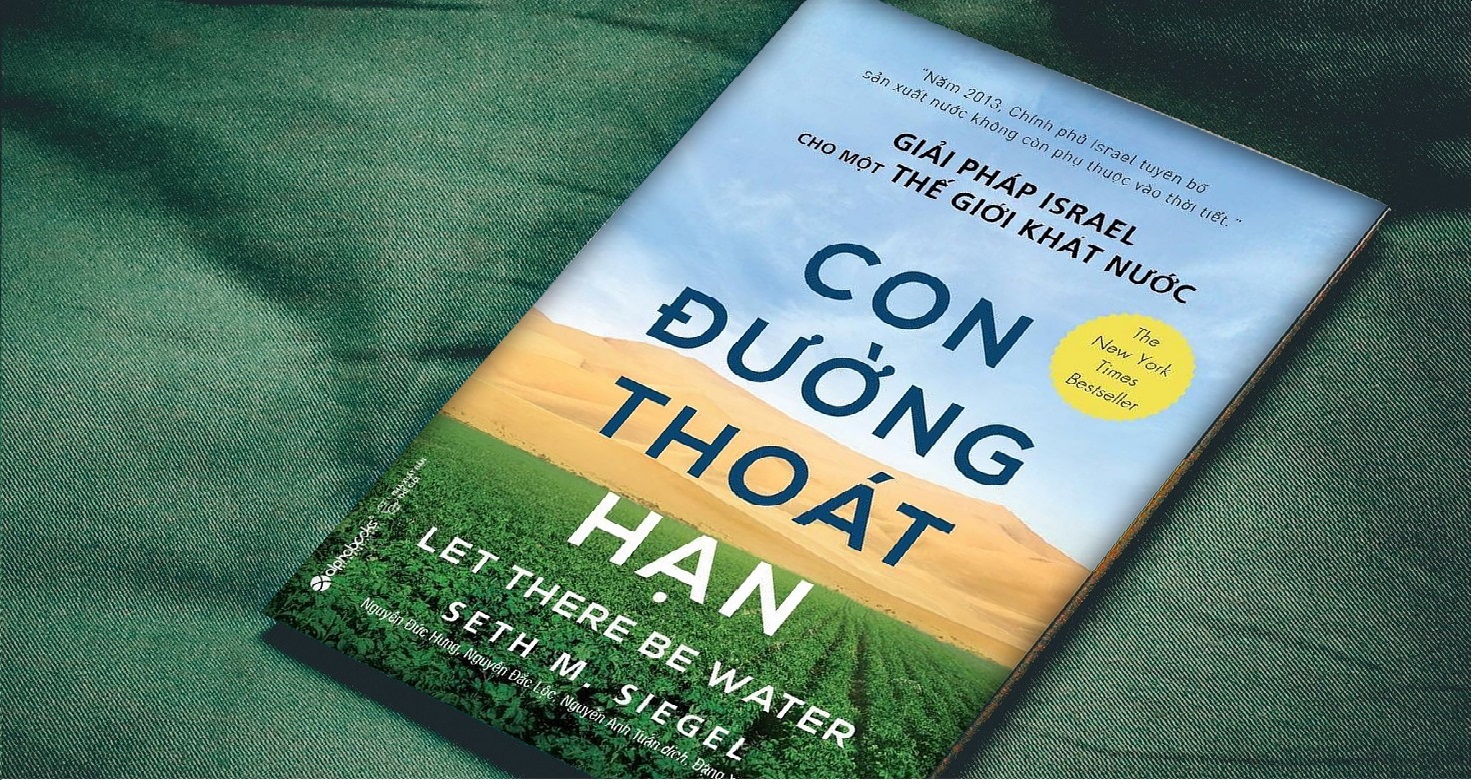 "Năm 2013, Chính phủ Israel tuyên bố
sản xuất nước không còn phụ thuộc vào thời tiết."
GIẢI PHÁP ISRAEL
CHO MỘT THẾ GIỚI KHÁT NƯỚC
CON
ĐƯỜNG
THOÁT
HẠN
The
New York
Times
Bestseller
LET THERE BE WATER
SETH M. SIEGEL
Nguyễn Đức Hưng, Nguyễn Đắc Lộc, Nguyễn Anh Tuấn dịch, Đặng
alphabooks